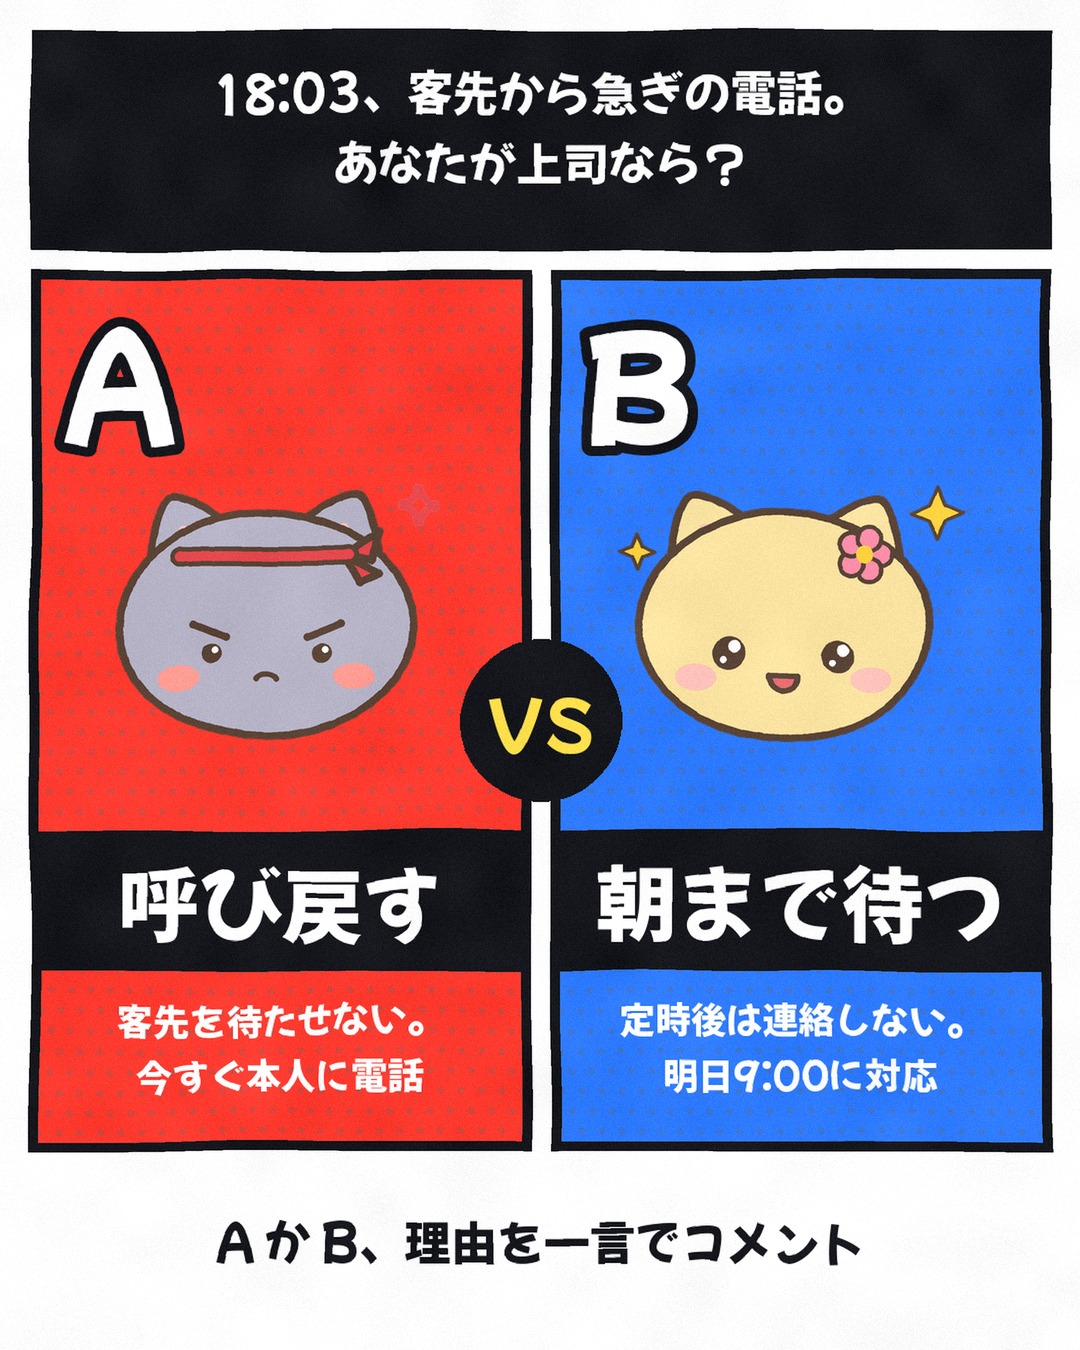 18:03、客先から急ぎの電話。
あなたが上司なら？
A
B
VS
呼び戻す
朝まで待つ
客先を待たせない。
今すぐ本人に電話
定時後は連絡しない。
明日9:00に対応
AかB、理由を一言でコメント